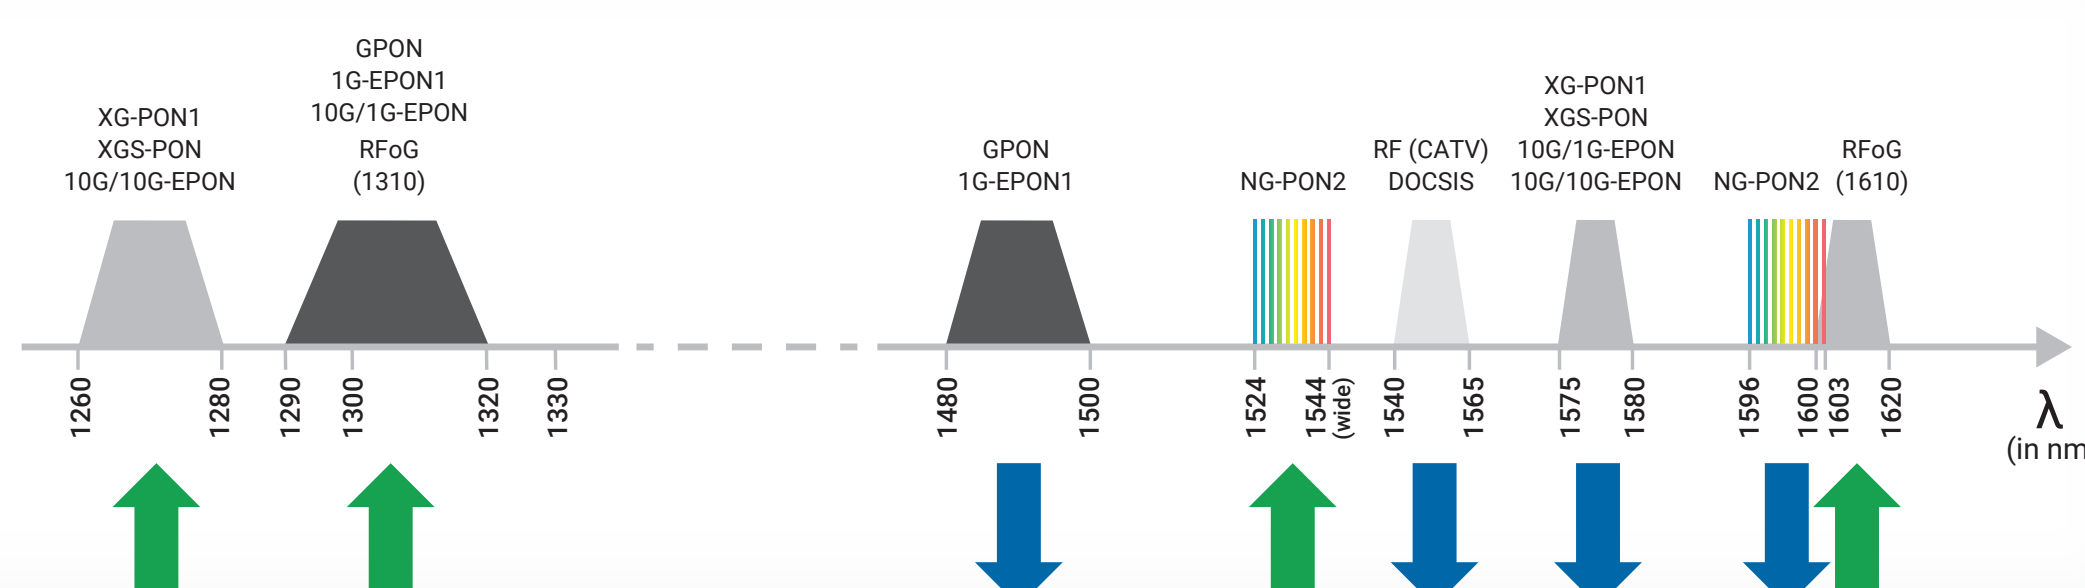 XG-PON1
XGS-PON
10G/10G-EPON
GPON
1G-EPON1
10G/1G-EPON
RFoG
(1310)
GPON
1G-EPON1
NG-PON2
RF (CATV)
DOCSIS
XG-PON1
XGS-PON
10G/1G-EPON
10G/10G-EPON
NG-PON2
RFoG
(1610)
1260
1280
1290
1300
1320
1330
1480
1500
1524
1544
(wide)
1540
1565
1575
1580
1596
1600
1603
1620
λ
(in nm